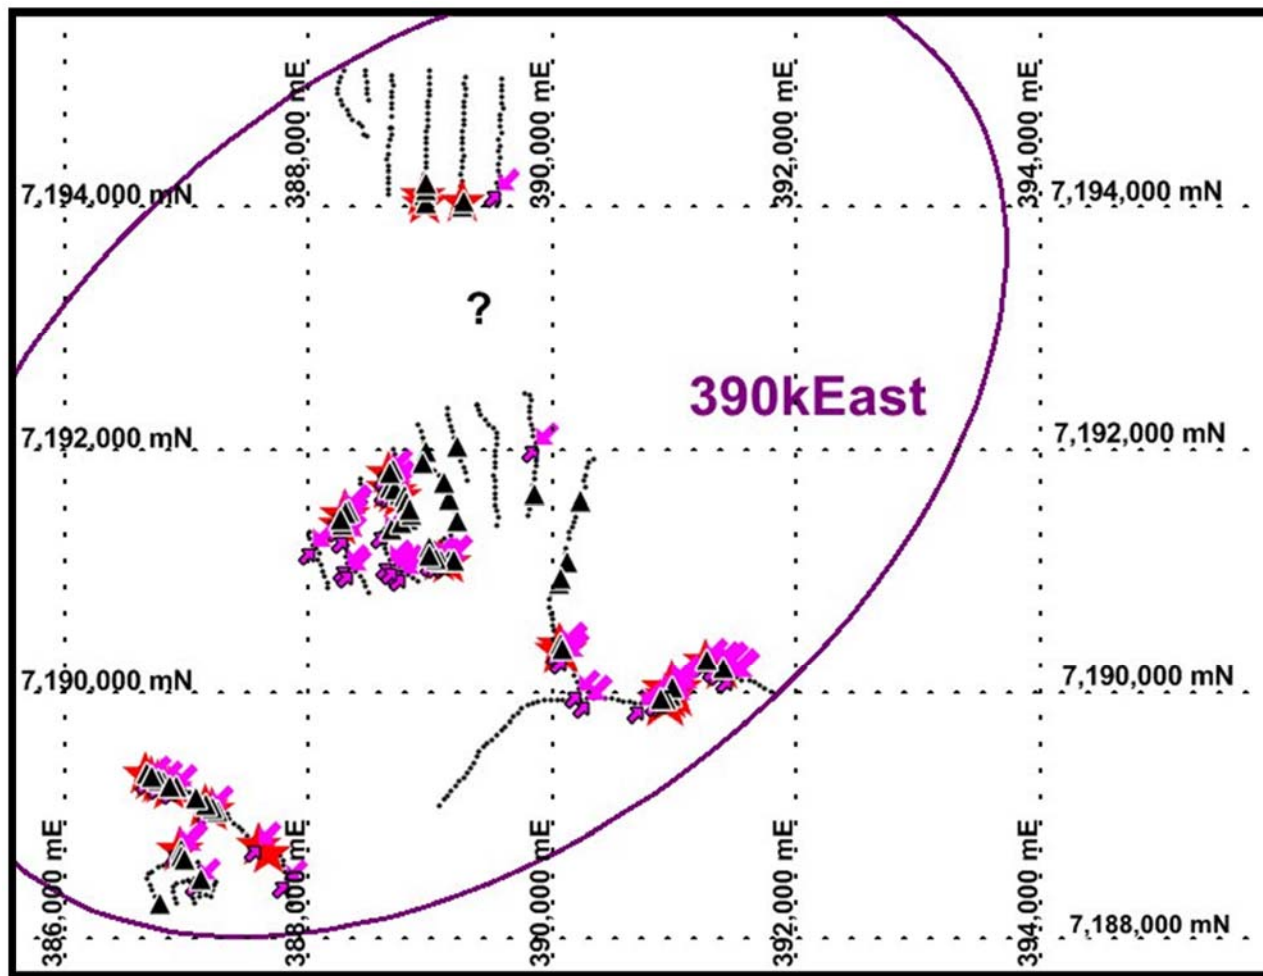 388,000 mE
390,000 mE
392,000 mE
394,000 mE
7,194,000 mN
7,194,000 mN
?
390kEast
7,192,000 mN
7,192,000 mN
7,190,000 mN
7,190,000 mN
386,000 mE
388,000 mE
390,000 mE
392,000 mE
394,000 mE
7,188,000 mN